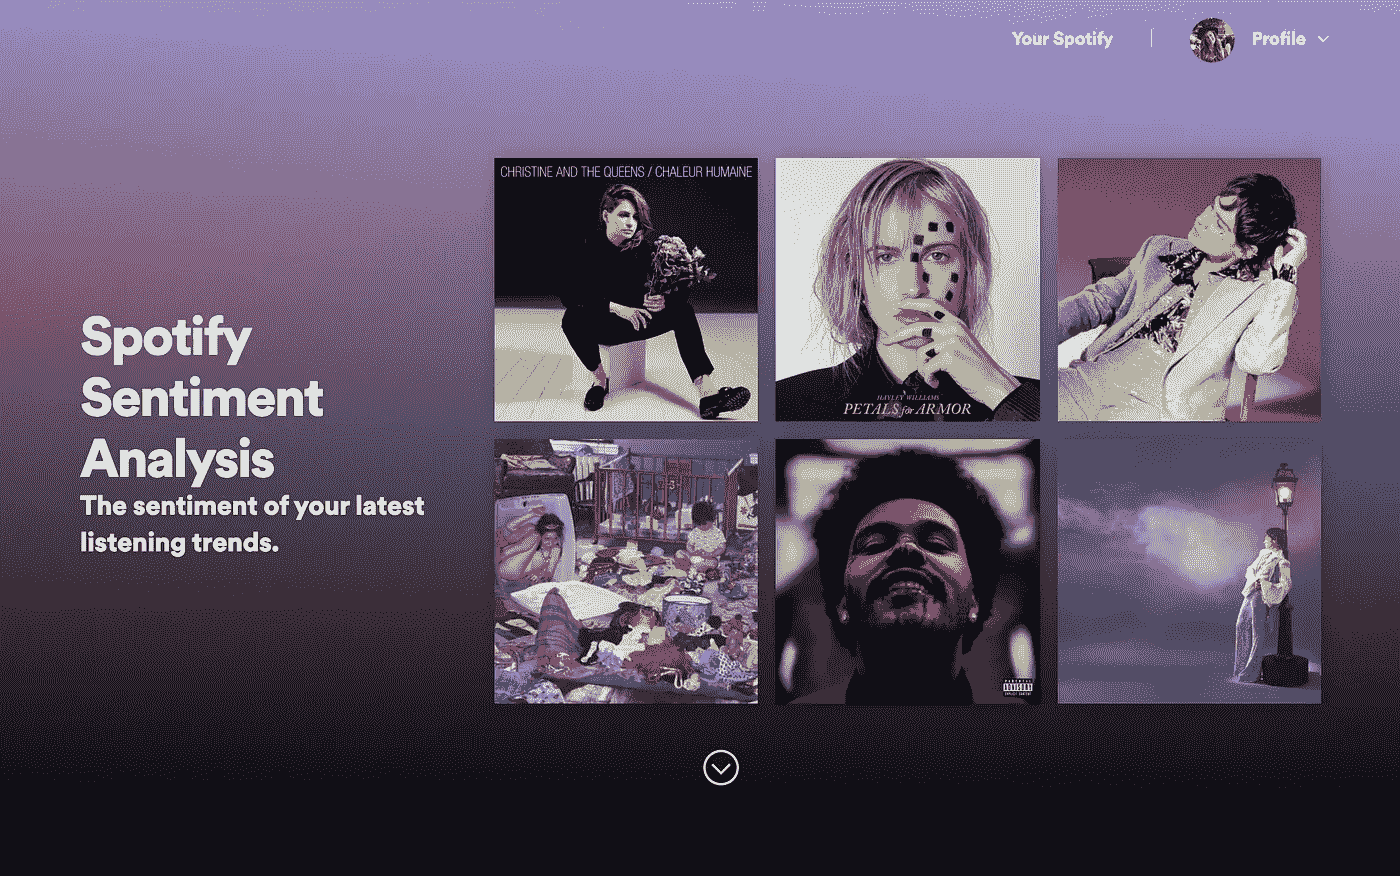 Your Spotify
Profile
CHRISTINE AND THE QUEENS / CHALEUR HUMAINE
HAYLEY WILLIAMS
PETALS for ARMOR
Spotify
Sentiment
Analysis
The sentiment of your latest
listening trends.
PARENTAL
ADVISORY
EXPLICIT CONTENT